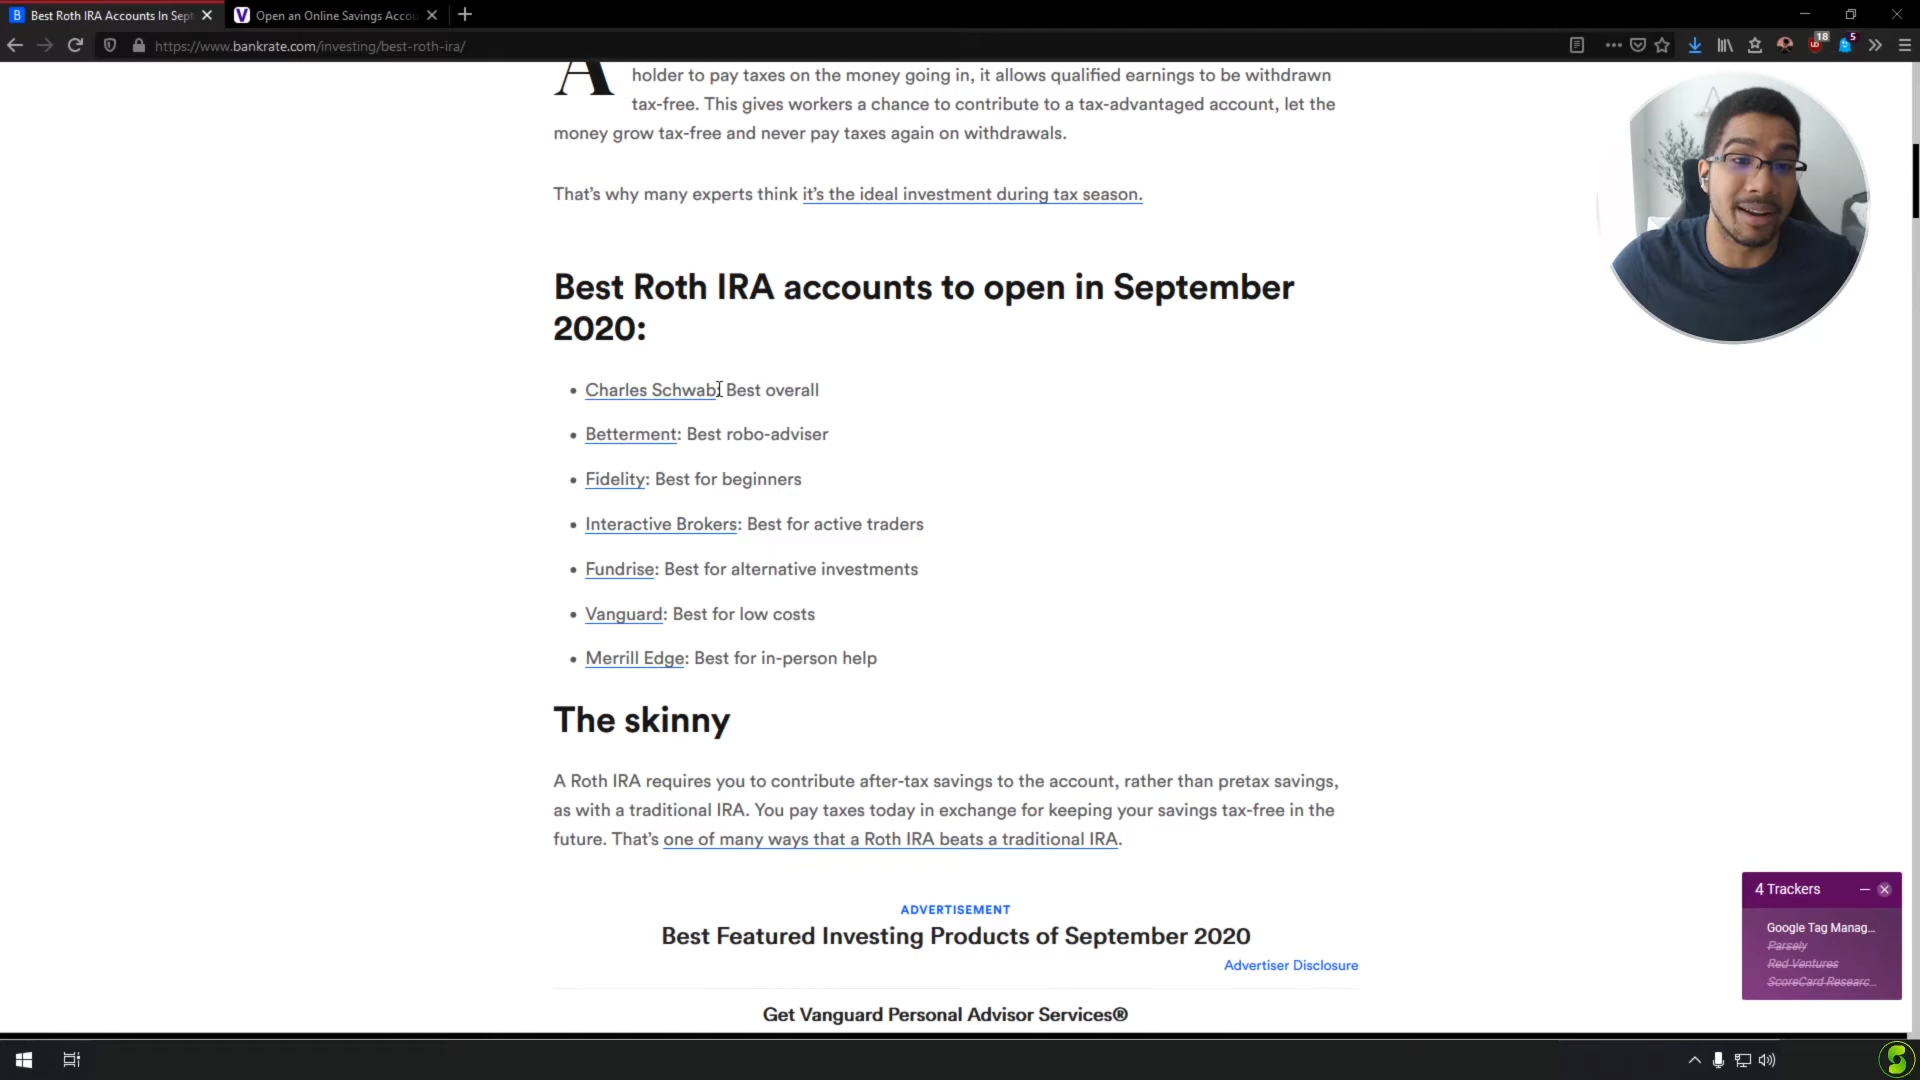 Best Roth IRA Accounts In Sept
Open an Online Savings Accou
https://www.bankrate.com/investing/best-roth-ira/
18
5
A
holder to pay taxes on the money going in, it allows qualified earnings to be withdrawn
tax-free. This gives workers a chance to contribute to a tax-advantaged account, let the
money grow tax-free and never pay taxes again on withdrawals.
That's why many experts think it's the ideal investment during tax season.
Best Roth IRA accounts to open in September
2020:
• Charles Schwab: Best overall
• Betterment: Best robo-adviser
• Fidelity: Best for beginners
• Interactive Brokers: Best for active traders
• Fundrise: Best for alternative investments
• Vanguard: Best for low costs
• Merrill Edge: Best for in-person help
The skinny
A Roth IRA requires you to contribute after-tax savings to the account, rather than pretax savings,
as with a traditional IRA. You pay taxes today in exchange for keeping your savings tax-free in the
future. That's one of many ways that a Roth IRA beats a traditional IRA.
ADVERTISEMENT
Best Featured Investing Products of September 2020
Advertiser Disclosure
Get Vanguard Personal Advisor Services®
4 Trackers
Google Tag Manag...
Parsely
Red Ventures
ScoreCard Researc...